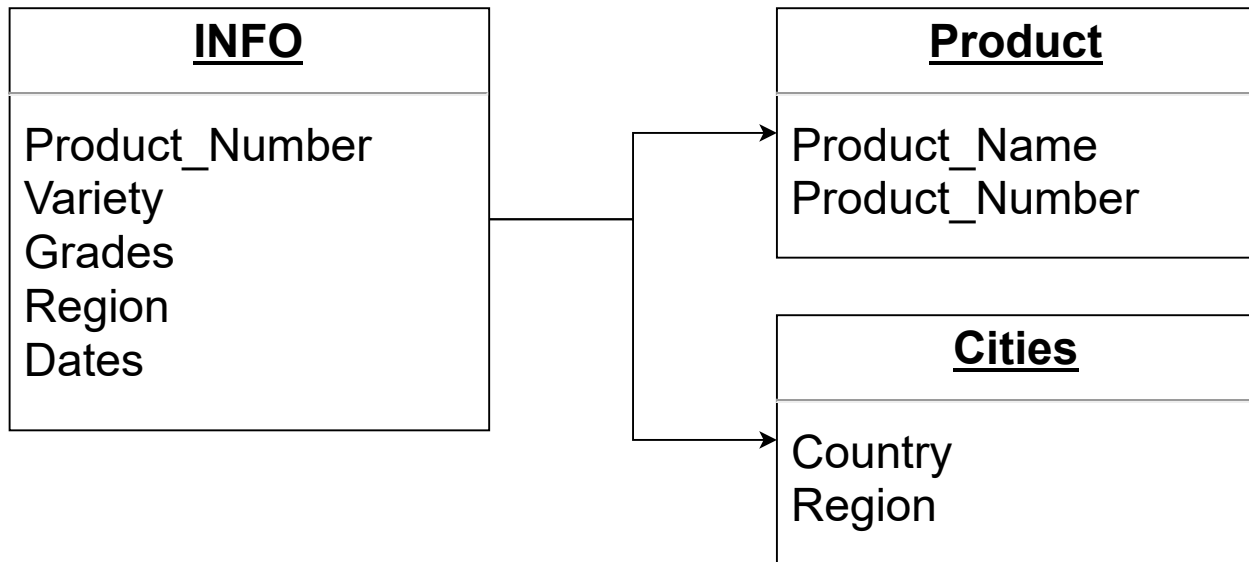 INFO
Product_Number
Variety
Grades
Region
Dates
Product
Product_Name
Product_Number
Cities
Country
Region